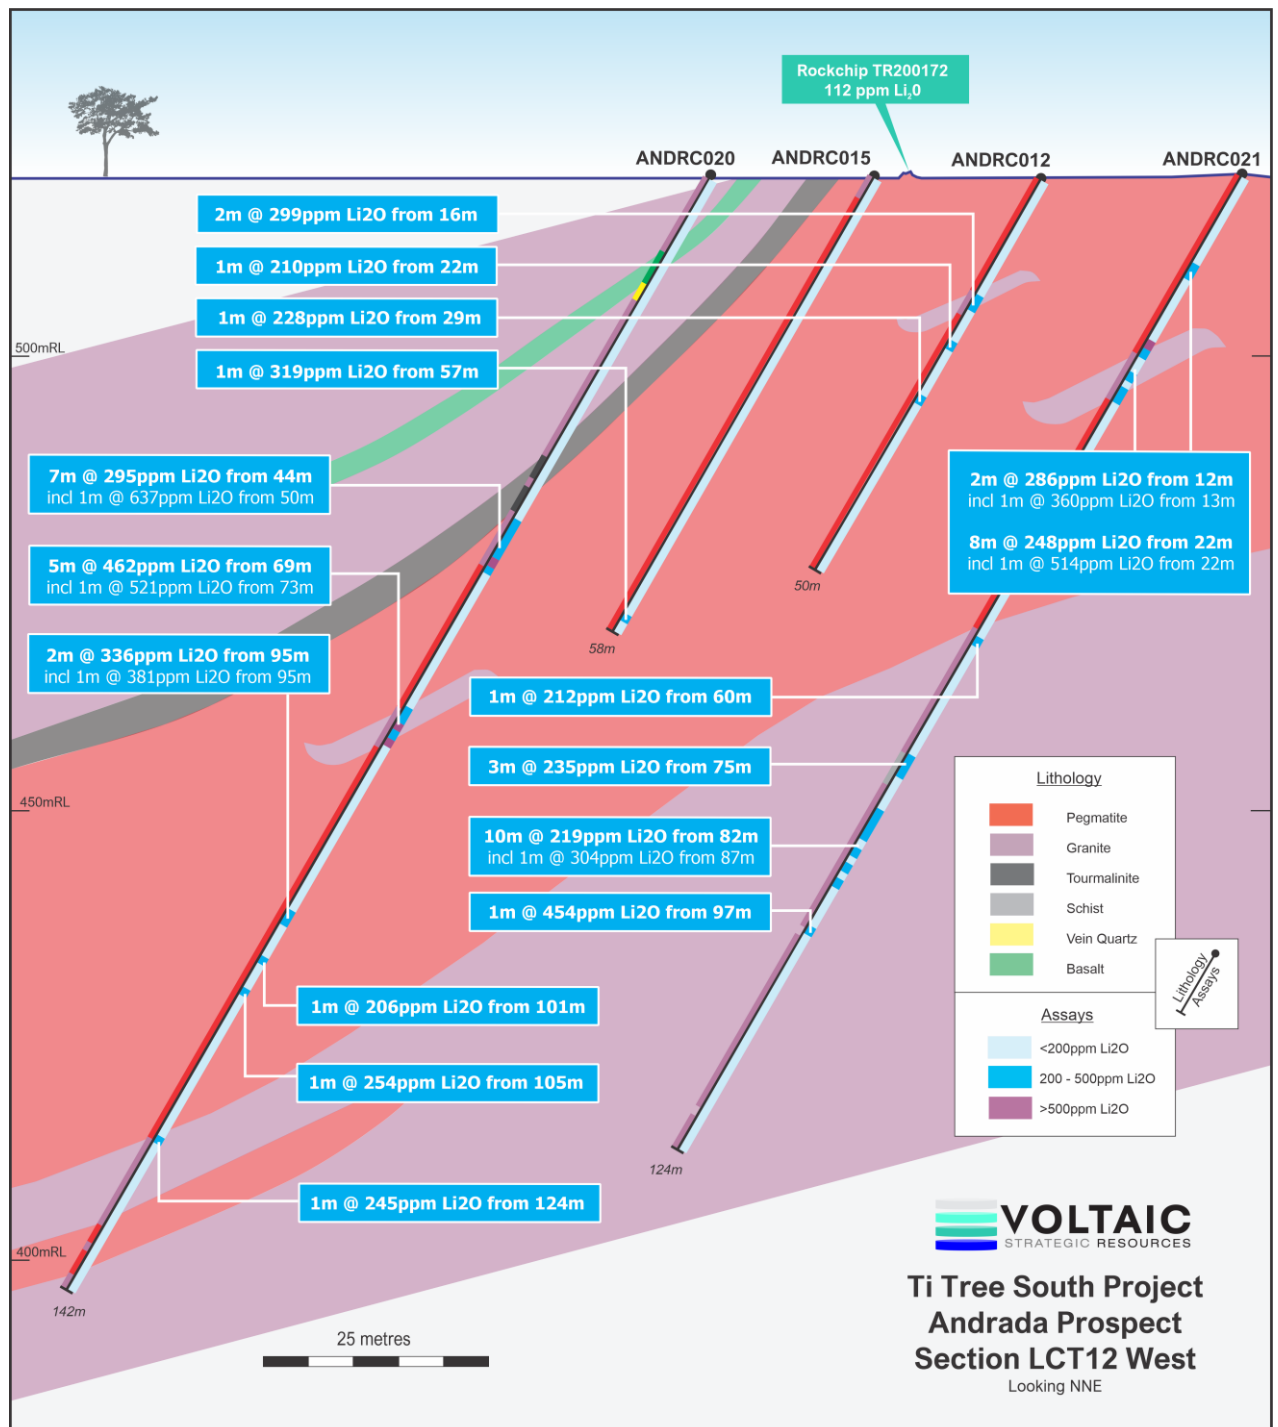 Rockchip TR200172
112 ppm Li₂0
ANDRC020
ANDRC015
ANDRC012
ANDRC021
2m @ 299ppm Li2O from 16m
1m @ 210ppm Li2O from 22m
1m @ 228ppm Li2O from 29m
500mRL
1m @ 319ppm Li2O from 57m
7m @ 295ppm Li2O from 44m
incl 1m @ 637ppm Li2O from 50m
2m @ 286ppm Li2O from 12m
incl 1m @ 360ppm Li2O from 13m
8m @ 248ppm Li2O from 22m
incl 1m @ 514ppm Li2O from 22m
5m @ 462ppm Li2O from 69m
incl 1m @ 521ppm Li2O from 73m
50m
58m
2m @ 336ppm Li2O from 95m
incl 1m @ 381ppm Li2O from 95m
1m @ 212ppm Li2O from 60m
3m @ 235ppm Li2O from 75m
450mRL
10m @ 219ppm Li2O from 82m
incl 1m @ 304ppm Li2O from 87m
1m @ 454ppm Li2O from 97m
Lithology
Pegmatite
Granite
Tourmalinite
Schist
Vein Quartz
Basalt
Lithology
Assays
Assays
<200ppm Li2O
200 - 500ppm Li2O
>500ppm Li2O
1m @ 206ppm Li2O from 101m
1m @ 254ppm Li2O from 105m
124m
1m @ 245ppm Li2O from 124m
400mRL
142m
25 metres
VOLTAIC
STRATEGIC RESOURCES
Ti Tree South Project
Andrada Prospect
Section LCT12 West
Looking NNE